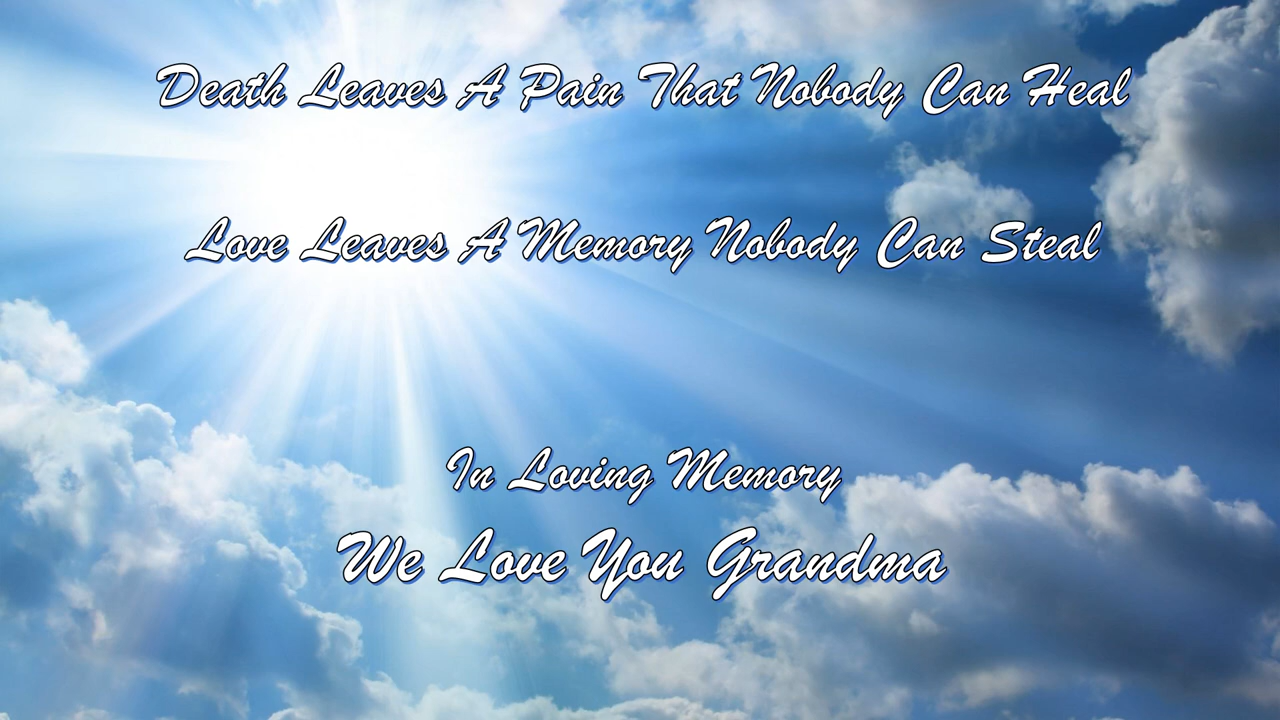 Death Leaves A Pain That Nobody Can Heal
Love Leaves A Memory Nobody Can Steal
In Loving Memory
We Love You Grandma